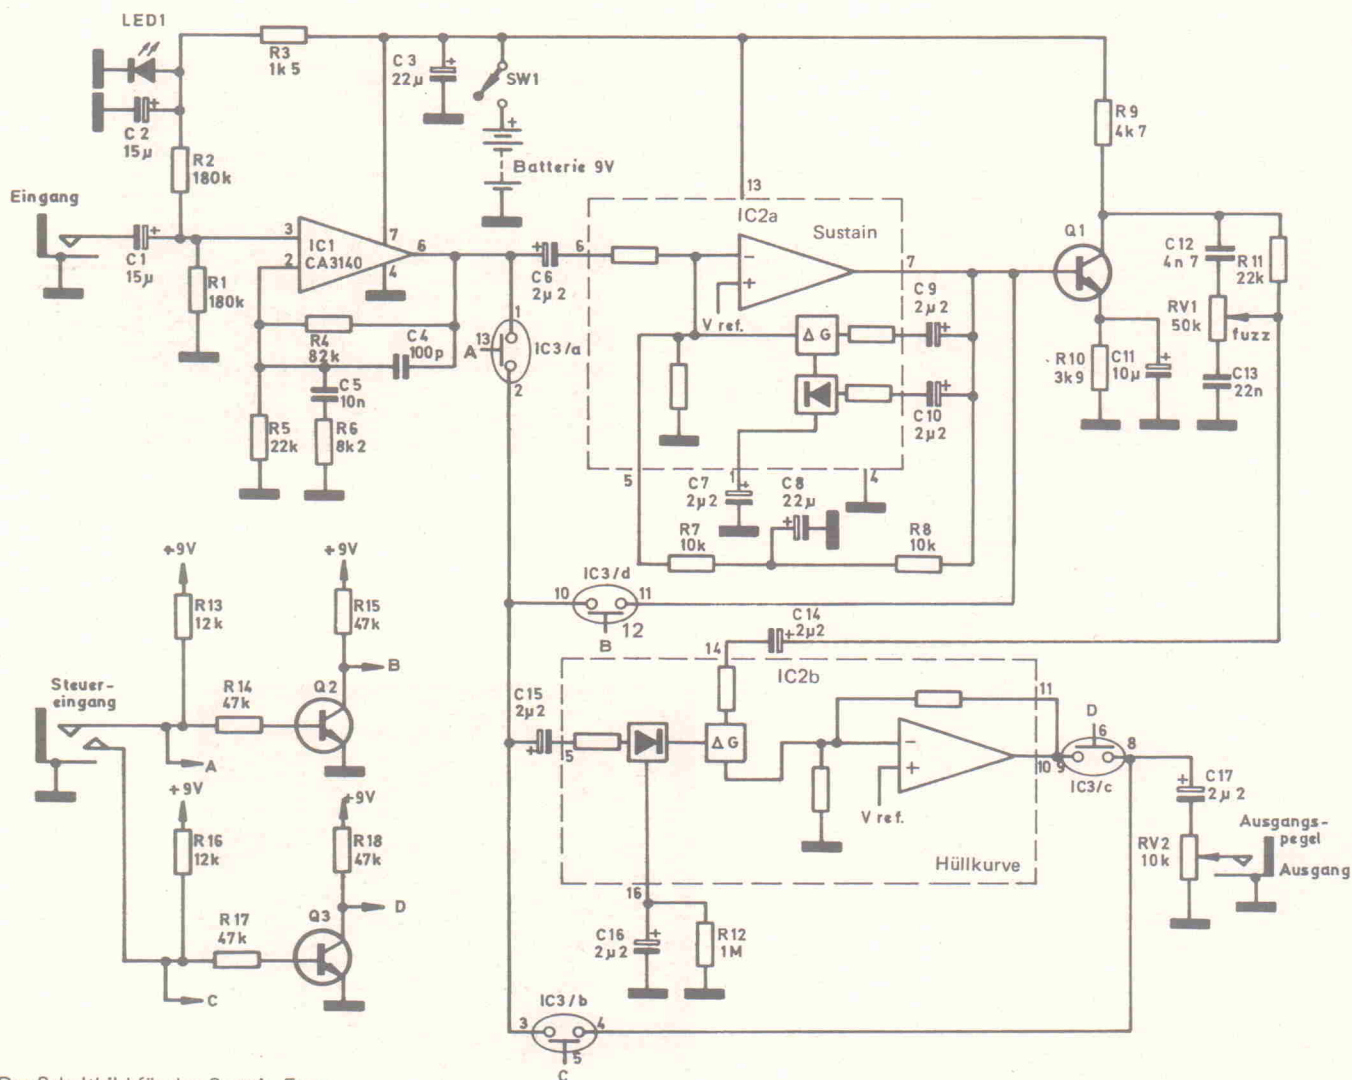 LED1
R3
1k5
C3
22µ
SW1
C2
15µ
R2
180k
Batterie 9V
R9
4k7
Eingang
13
IC2a
Sustain
3
2
IC1
CA3140
7
4
6
C1
15µ
R1
180k
C6
2µ2
6
−
+
V ref.
7
Q1
C9
2µ2
C12
4n7
R11
22k
RV1
50k
fuzz
R4
82k
C4
100p
1
13
A
IC3/a
2
ΔG
C10
2µ2
R10
3k9
C11
10µ
C13
22n
C5
10n
R5
22k
R6
8k2
5
C7
2µ2
1
C8
22µ
4
R7
10k
R8
10k
+9V
+9V
R13
12k
R15
47k
10
IC3/d
11
12
B
C14
2µ2
14
IC2b
B
Steuer-
eingang
R14
47k
Q2
A
C15
2µ2
5
ΔG
11
D
6
8
−
+
V ref.
10
9
IC3/c
C17
2µ2
+9V
+9V
R16
12k
R18
47k
Hüllkurve
RV2
10k
Ausgangs-
pegel
Ausgang
16
D
R17
47k
Q3
C16
2µ2
R12
1M
C
IC3/b
3
4
5
C